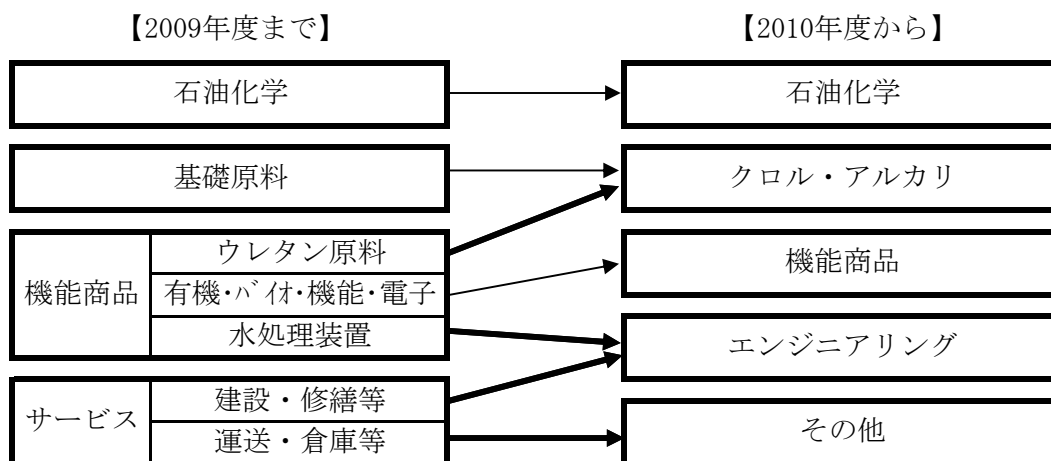 【2009年度まで】 【2010年度から】
石油化学 石油化学
基礎原料 クロル・アルカリ
機能商品 ウレタン原料
有機・ﾊﾞｲｵ・機能・電子
水処理装置
機能商品
エンジニアリング
サービス 建設・修繕等
運送・倉庫等
その他